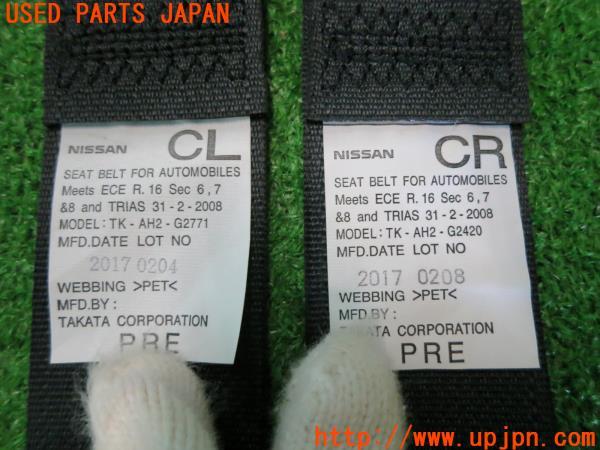 USED PARTS JAPAN
NISSAN CL
SEAT BELT FOR AUTOMOBILES
Meets ECE R. 16 Sec 6,7
&8 and TRIAS 31-2-2008
MODEL: TK-AH2-G2771
MFD.DATE LOT NO
2017 0204
WEBBING >PET<
MFD.BY:
TAKATA CORPORATION
PRE
NISSAN CR
SEAT BELT FOR AUTOMOBILES
Meets ECE R. 16 Sec 6,7
&8 and TRIAS 31-2-2008
MODEL: TK-AH2-G2420
MFD.DATE LOT NO
2017 0208
WEBBING >PET<
MFD.BY:
TAKATA CORPORATION
PRE
http://www.upjpn.com